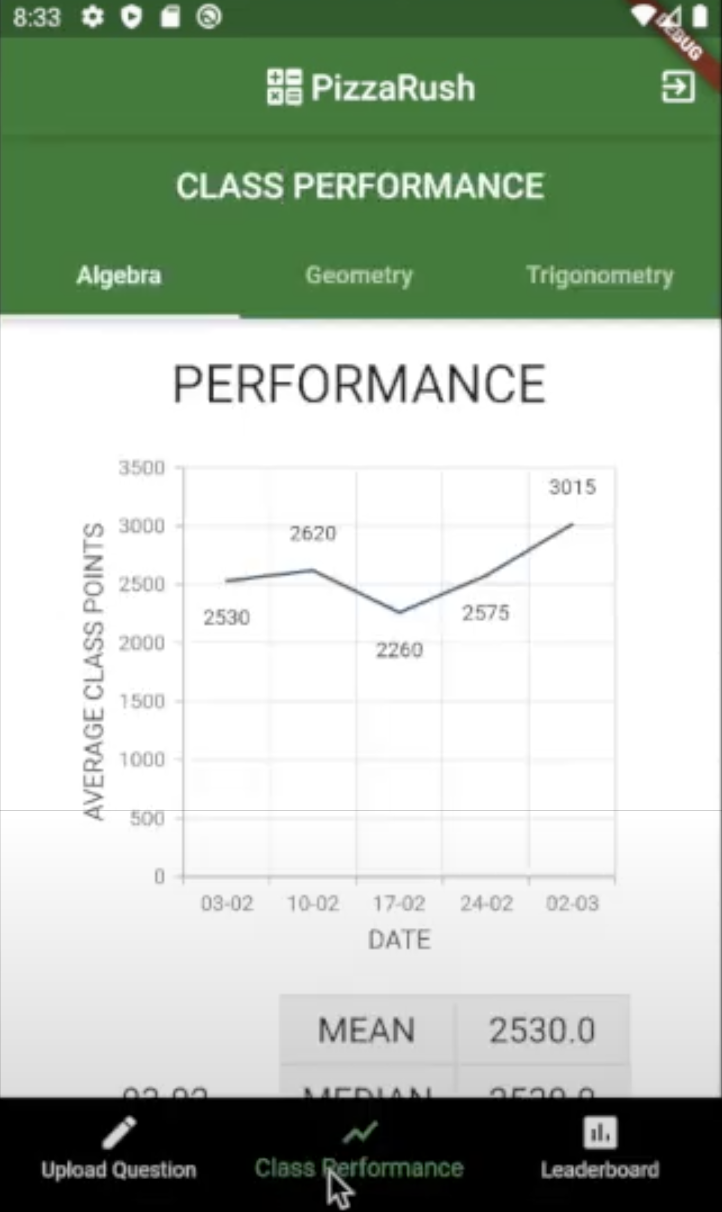 8:33
DEBUG
PizzaRush
CLASS PERFORMANCE
Algebra Geometry Trigonometry
PERFORMANCE
AVERAGE CLASS POINTS
3500
3000
2500
2000
1500
1000
500
0
2530
2620
2260
2575
3015
03-02 10-02 17-02 24-02 02-03
DATE
MEAN 2530.0
MEDIAN
Upload Question Class Performance Leaderboard